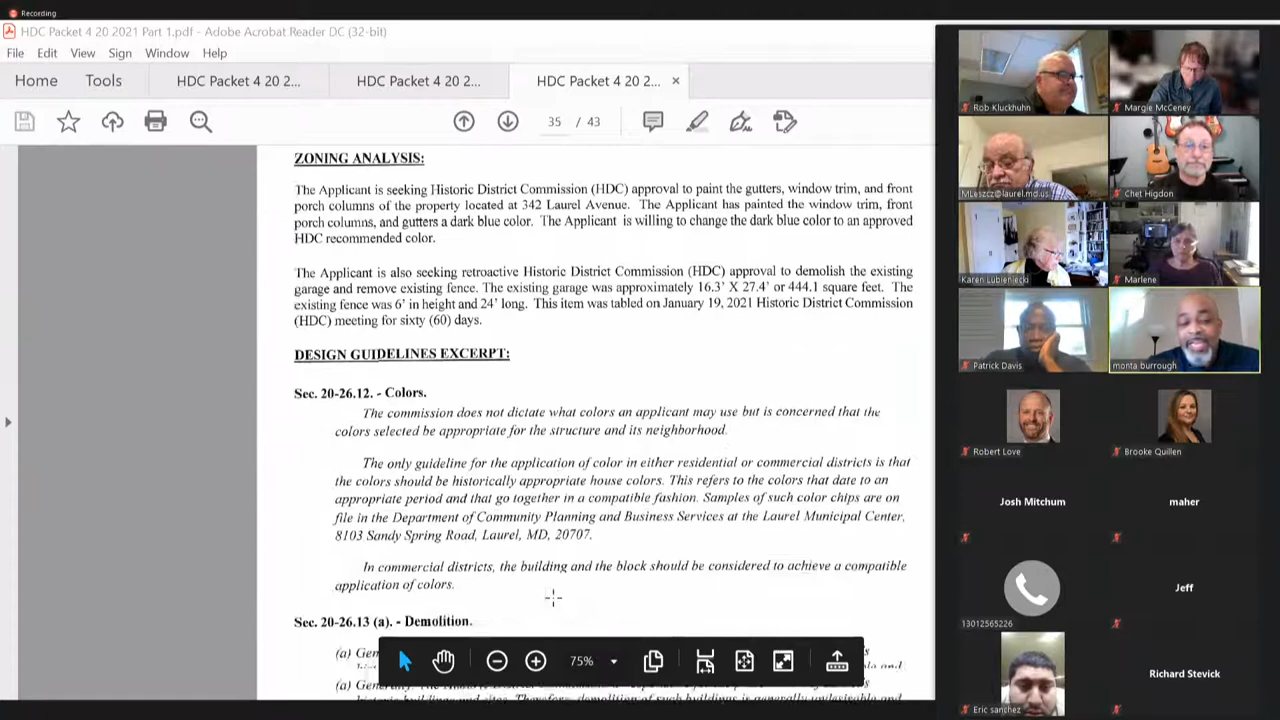 Recording
HDC Packet 4 20 2021 Part 1.pdf - Adobe Acrobat Reader DC (32-bit)
File Edit View Sign Window Help
Home Tools HDC Packet 4 20 2... HDC Packet 4 20 2... HDC Packet 4 20 2... ×
35 / 43
ZONING ANALYSIS:
The Applicant is seeking Historic District Commission (HDC) approval to paint the gutters, window trim, and front
porch columns of the property located at 342 Laurel Avenue. The Applicant has painted the window trim, front
porch columns, and gutters a dark blue color. The Applicant is willing to change the dark blue color to an approved
HDC recommended color.
The Applicant is also seeking retroactive Historic District Commission (HDC) approval to demolish the existing
garage and remove existing fence. The existing garage was approximately 16.3' X 27.4' or 444.1 square feet. The
existing fence was 6' in height and 24' long. This item was tabled on January 19, 2021 Historic District Commission
(HDC) meeting for sixty (60) days.
DESIGN GUIDELINES EXCERPT:
Sec. 20-26.12. - Colors.
The commission does not dictate what colors an applicant may use but is concerned that the
colors selected be appropriate for the structure and its neighborhood.
The only guideline for the application of color in either residential or commercial districts is that
the colors should be historically appropriate house colors. This refers to the colors that date to an
appropriate period and that go together in a compatible fashion. Samples of such color chips are on
file in the Department of Community Planning and Business Services at the Laurel Municipal Center,
8103 Sandy Spring Road, Laurel, MD, 20707.
In commercial districts, the building and the block should be considered to achieve a compatible
application of colors.
Sec. 20-26.13 (a). - Demolition.
(a) Gen
(a) Generally.
75%
Rob Kluckhuhn
Margie McCeney
MLeszcz@laurel.md.us
Chet Higdon
Karen Lubieniecki
Marlene
Patrick Davis
monta burrough
Robert Love
Brooke Quillen
Josh Mitchum
maher
13012565226
Jeff
Eric sanchez
Richard Stevick